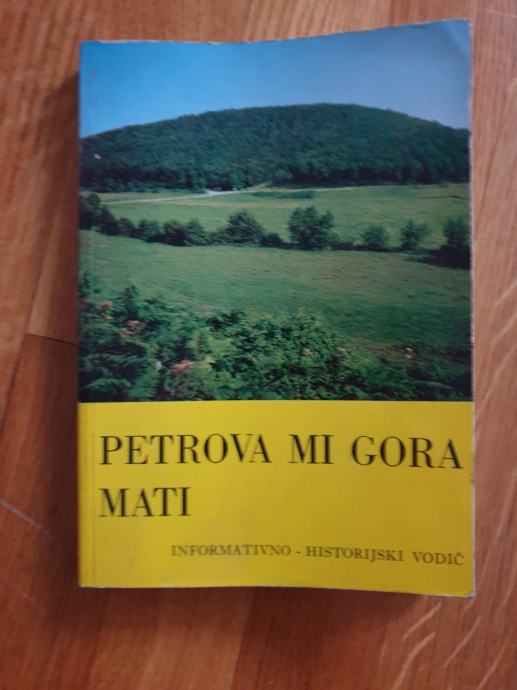 PETROVA MI GORA
MATI
INFORMATIVNO - HISTORIJSKI VODIČ